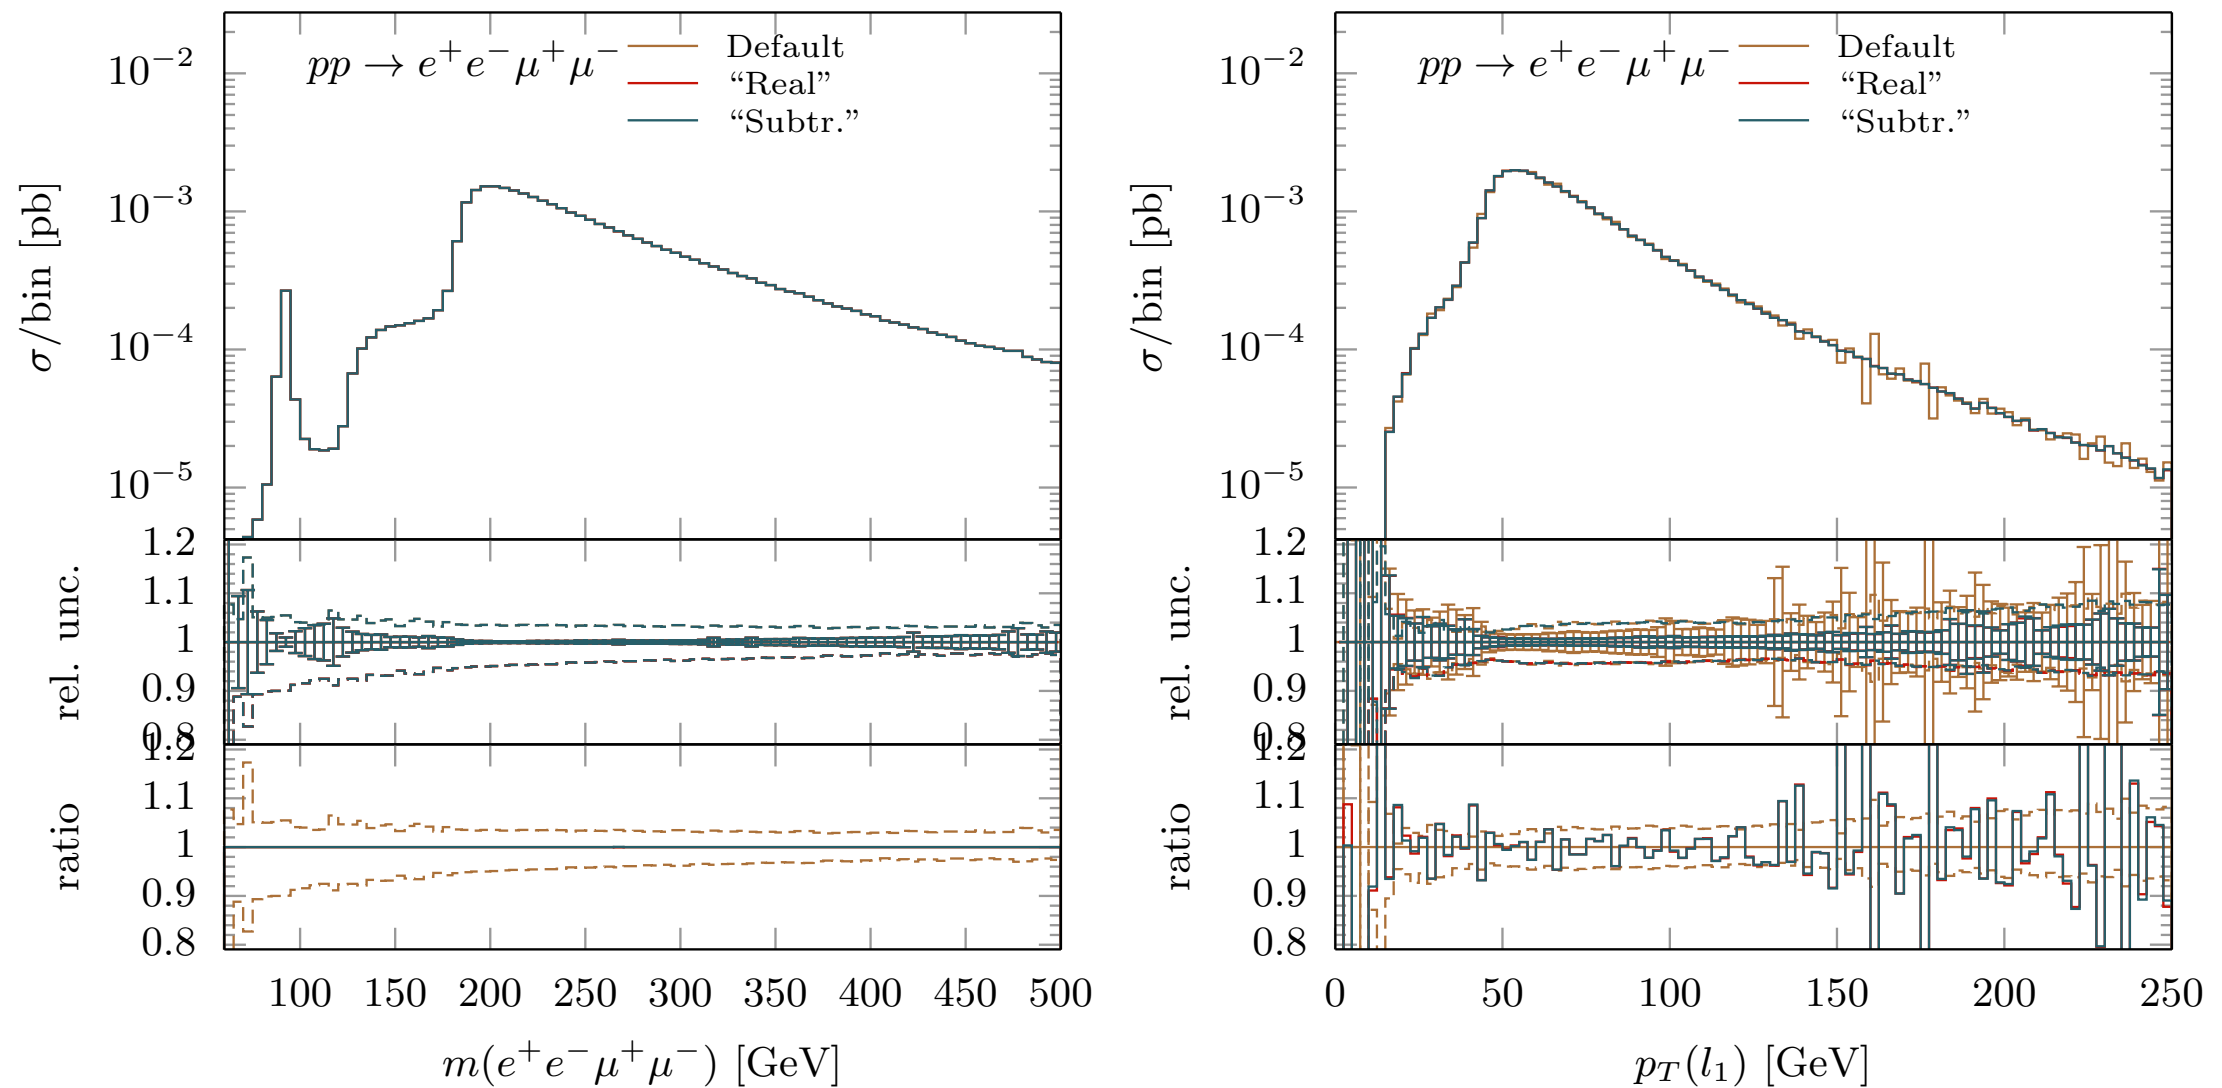 pp → e⁺e⁻μ⁺μ⁻
Default
“Real”
“Subtr.”
σ/bin [pb]
10⁻²
10⁻³
10⁻⁴
10⁻⁵
rel. unc.
1.2
1.1
1
0.9
0.8
ratio
1.2
1.1
1
0.9
0.8
100 150 200 250 300 350 400 450 500
m(e⁺e⁻μ⁺μ⁻) [GeV]
pp → e⁺e⁻μ⁺μ⁻
Default
“Real”
“Subtr.”
σ/bin [pb]
10⁻²
10⁻³
10⁻⁴
10⁻⁵
rel. unc.
1.2
1.1
1
0.9
0.8
ratio
1.2
1.1
1
0.9
0.8
0 50 100 150 200 250
p_T(l₁) [GeV]